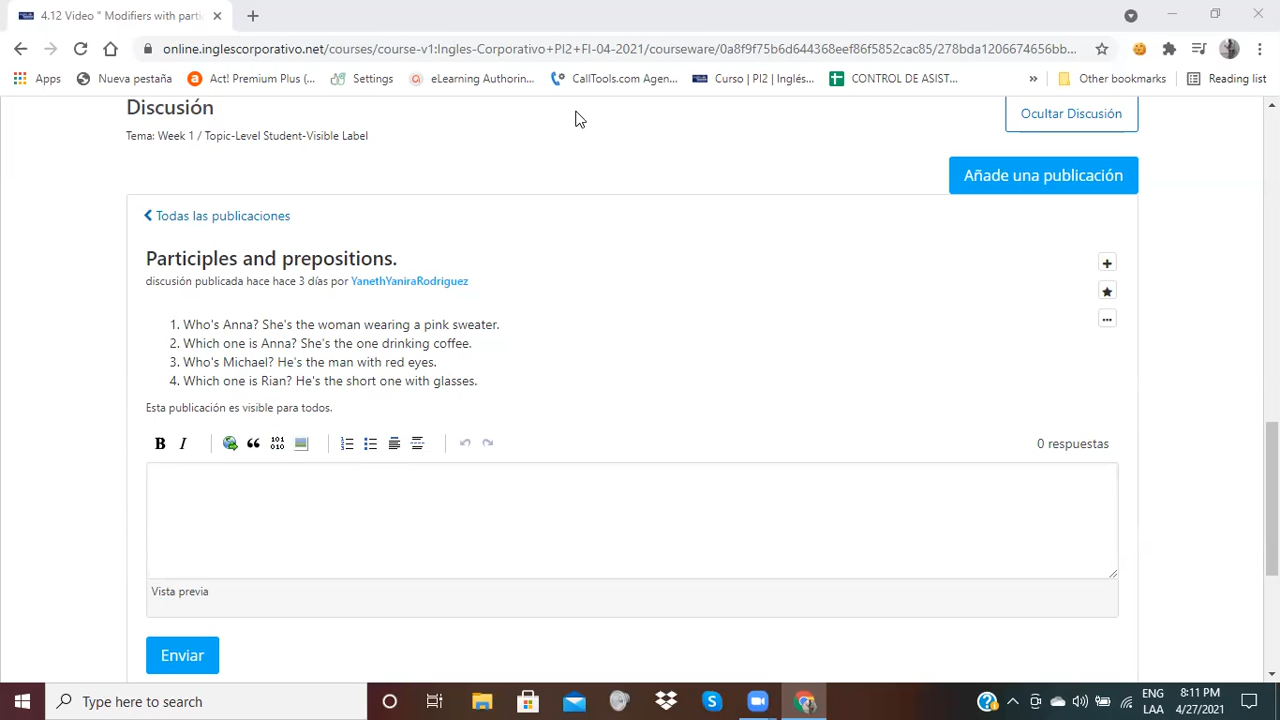 4.12 Video " Modifiers with part
online.inglescorporativo.net/courses/course-v1:Ingles-Corporativo+PI2+FI-04-2021/courseware/0a8f9f75b6d644368eef86f5852cac85/278bda1206674656bb...
Apps Nueva pestaña Act! Premium Plus (... Settings eLearning Authorin... CallTools.com Agen... Curso | PI2 | Inglés... CONTROL DE ASIST... » Other bookmarks Reading list
Discusión
Ocultar Discusión
Tema: Week 1 / Topic-Level Student-Visible Label
Añade una publicación
Todas las publicaciones
Participles and prepositions.
discusión publicada hace hace 3 días por YanethYaniraRodriguez
1. Who's Anna? She's the woman wearing a pink sweater.
2. Which one is Anna? She's the one drinking coffee.
3. Who's Michael? He's the man with red eyes.
4. Which one is Rian? He's the short one with glasses.
Esta publicación es visible para todos.
B I 101 010 0 respuestas
Vista previa
Enviar
Type here to search
ENG 8:11 PM
LAA 4/27/2021